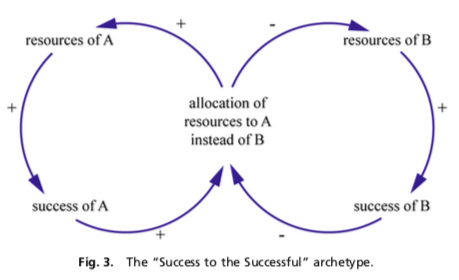 +
-
resources of A
resources of B
+
allocation of
resources to A
instead of B
+
success of A
success of B
+
-
Fig. 3. The "Success to the Successful" archetype.